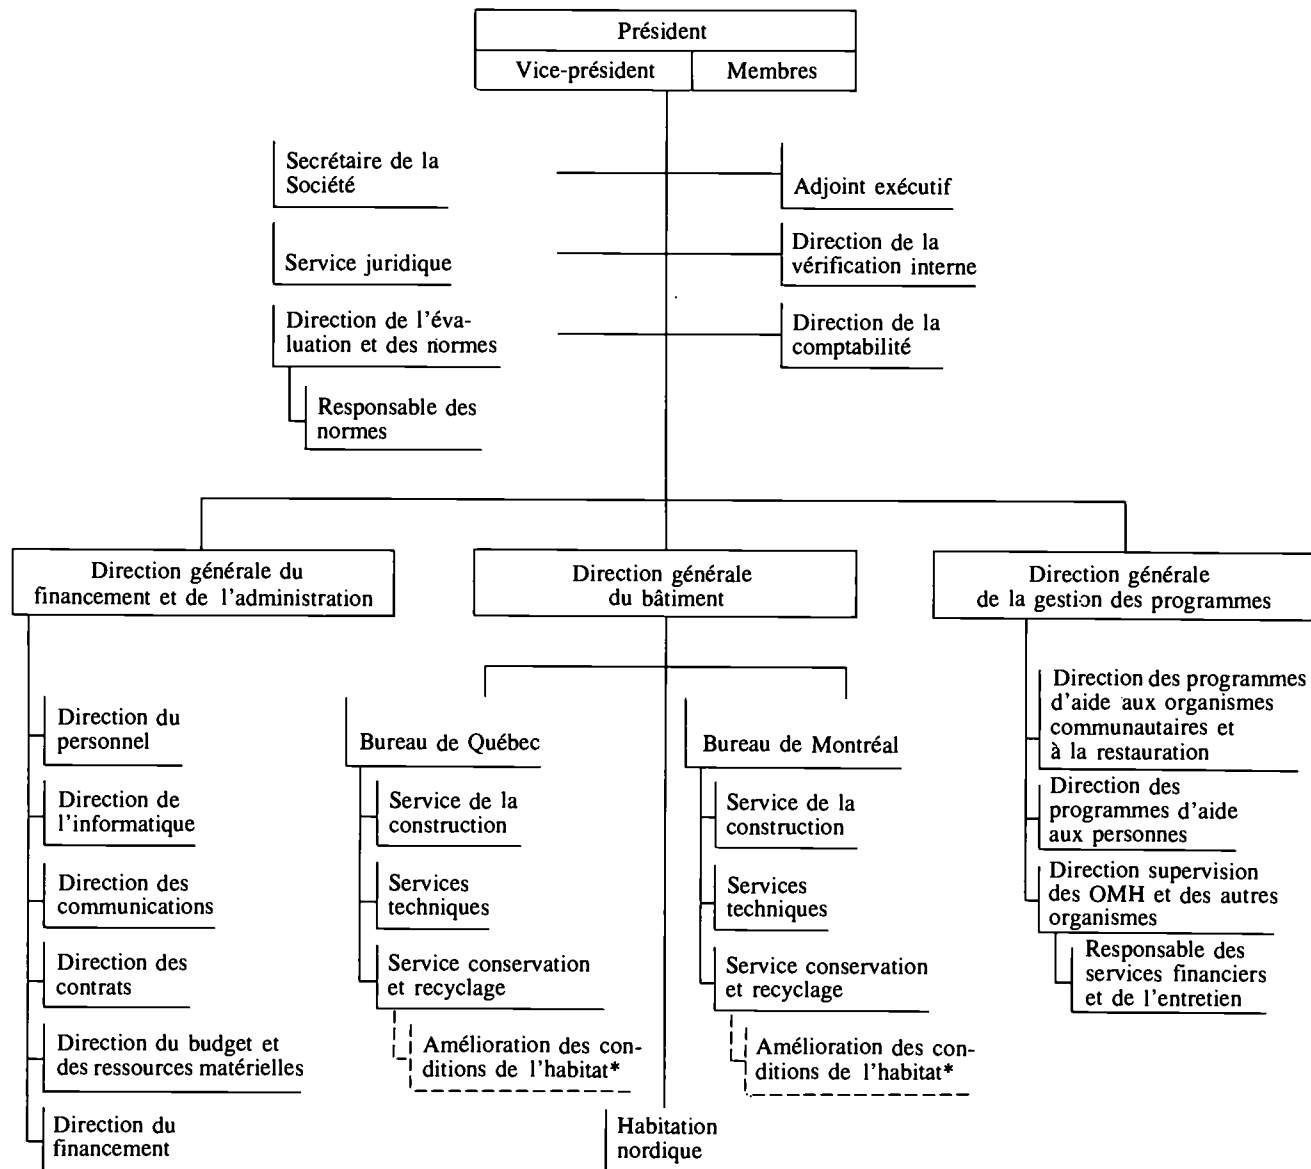 Président
Vice-président
Membres
Secrétaire de la
Société
Adjoint exécutif
Service juridique
Direction de la
vérification interne
Direction de l'éva-
luation et des normes
Direction de la
comptabilité
Responsable des
normes
Direction générale du
financement et de l'administration
Direction générale
du bâtiment
Direction générale
de la gestion des programmes
Direction du
personnel
Direction de
l'informatique
Direction des
communications
Direction des
contrats
Direction du budget et
des ressources matérielles
Direction du
financement
Bureau de Québec
Service de la
construction
Services
techniques
Service conservation
et recyclage
Amélioration des con-
ditions de l'habitat*
Bureau de Montréal
Service de la
construction
Services
techniques
Service conservation
et recyclage
Amélioration des con-
ditions de l'habitat*
Habitation
nordique
Direction des programmes
d'aide aux organismes
communautaires et
à la restauration
Direction des
programmes d'aide
aux personnes
Direction supervision
des OMH et des autres
organismes
Responsable des
services financiers
et de l'entretien